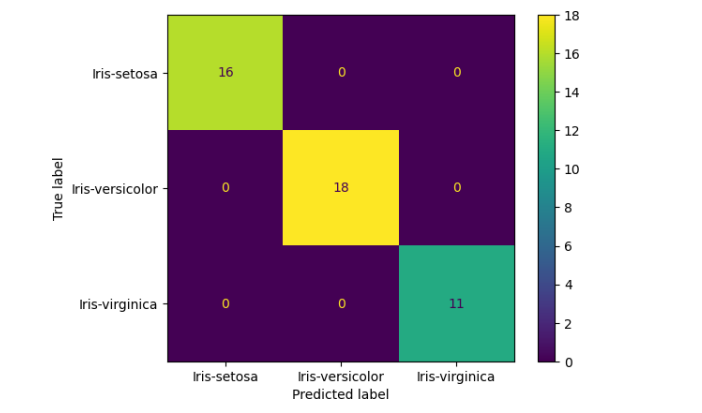 Iris-setosa 16 0 0
Iris-versicolor 0 18 0
Iris-virginica 0 0 11
Iris-setosa Iris-versicolor Iris-virginica
Predicted label
True label
18
16
14
12
10
8
6
4
2
0